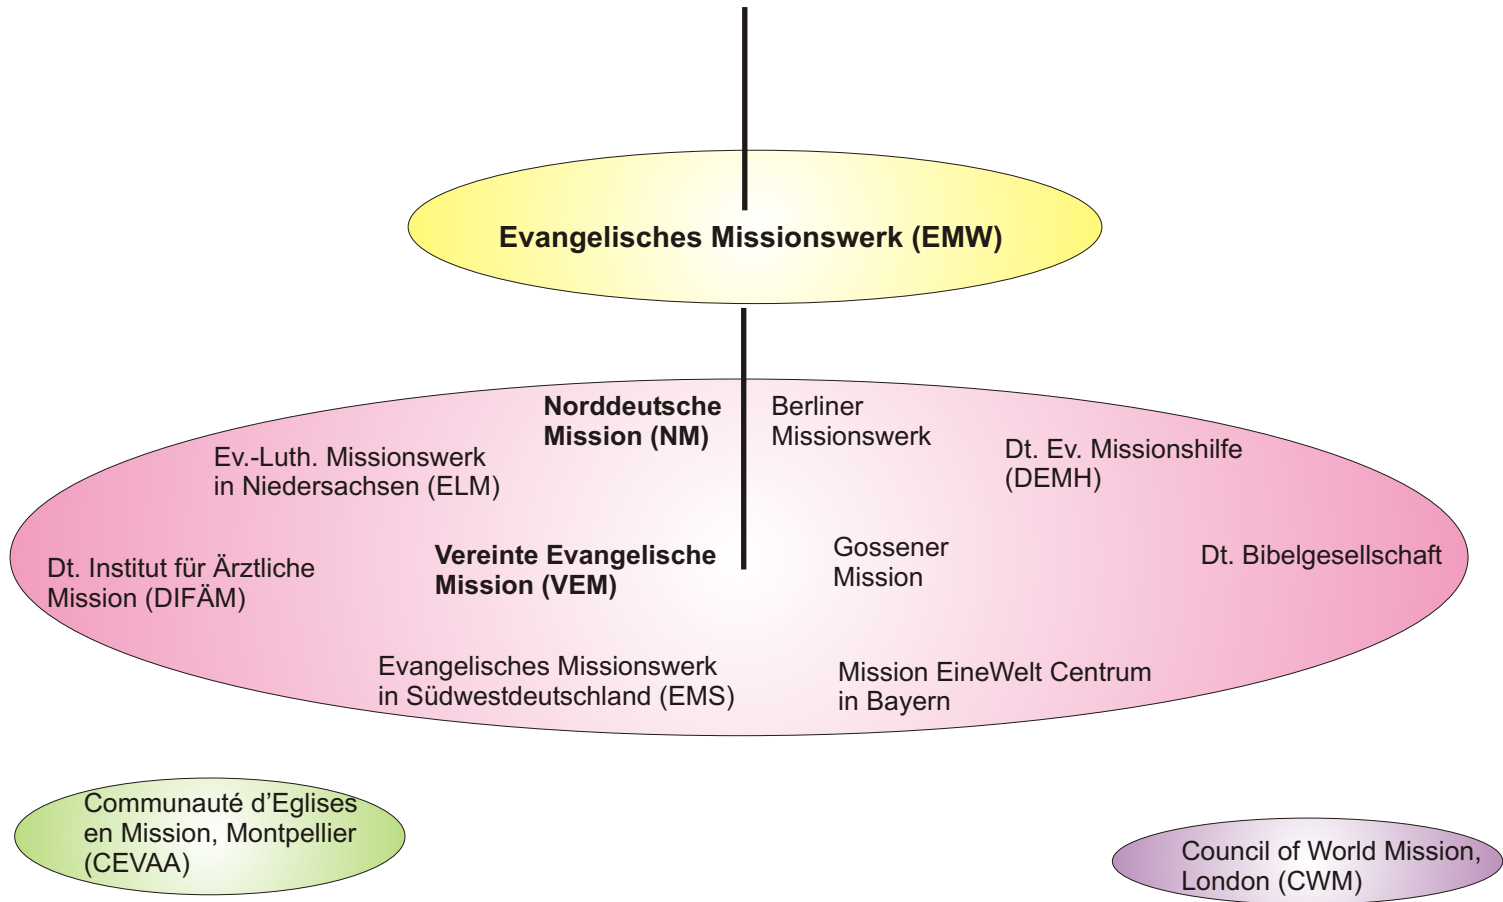 Evangelisches Missionswerk (EMW)
Norddeutsche
Mission (NM)
Berliner
Missionswerk
Ev.-Luth. Missionswerk
in Niedersachsen (ELM)
Dt. Ev. Missionshilfe
(DEMH)
Dt. Institut für Ärztliche
Mission (DIFÄM)
Vereinte Evangelische
Mission (VEM)
Gossener
Mission
Dt. Bibelgesellschaft
Evangelisches Missionswerk
in Südwestdeutschland (EMS)
Mission EineWelt Centrum
in Bayern
Communauté d'Eglises
en Mission, Montpellier
(CEVAA)
Council of World Mission,
London (CWM)